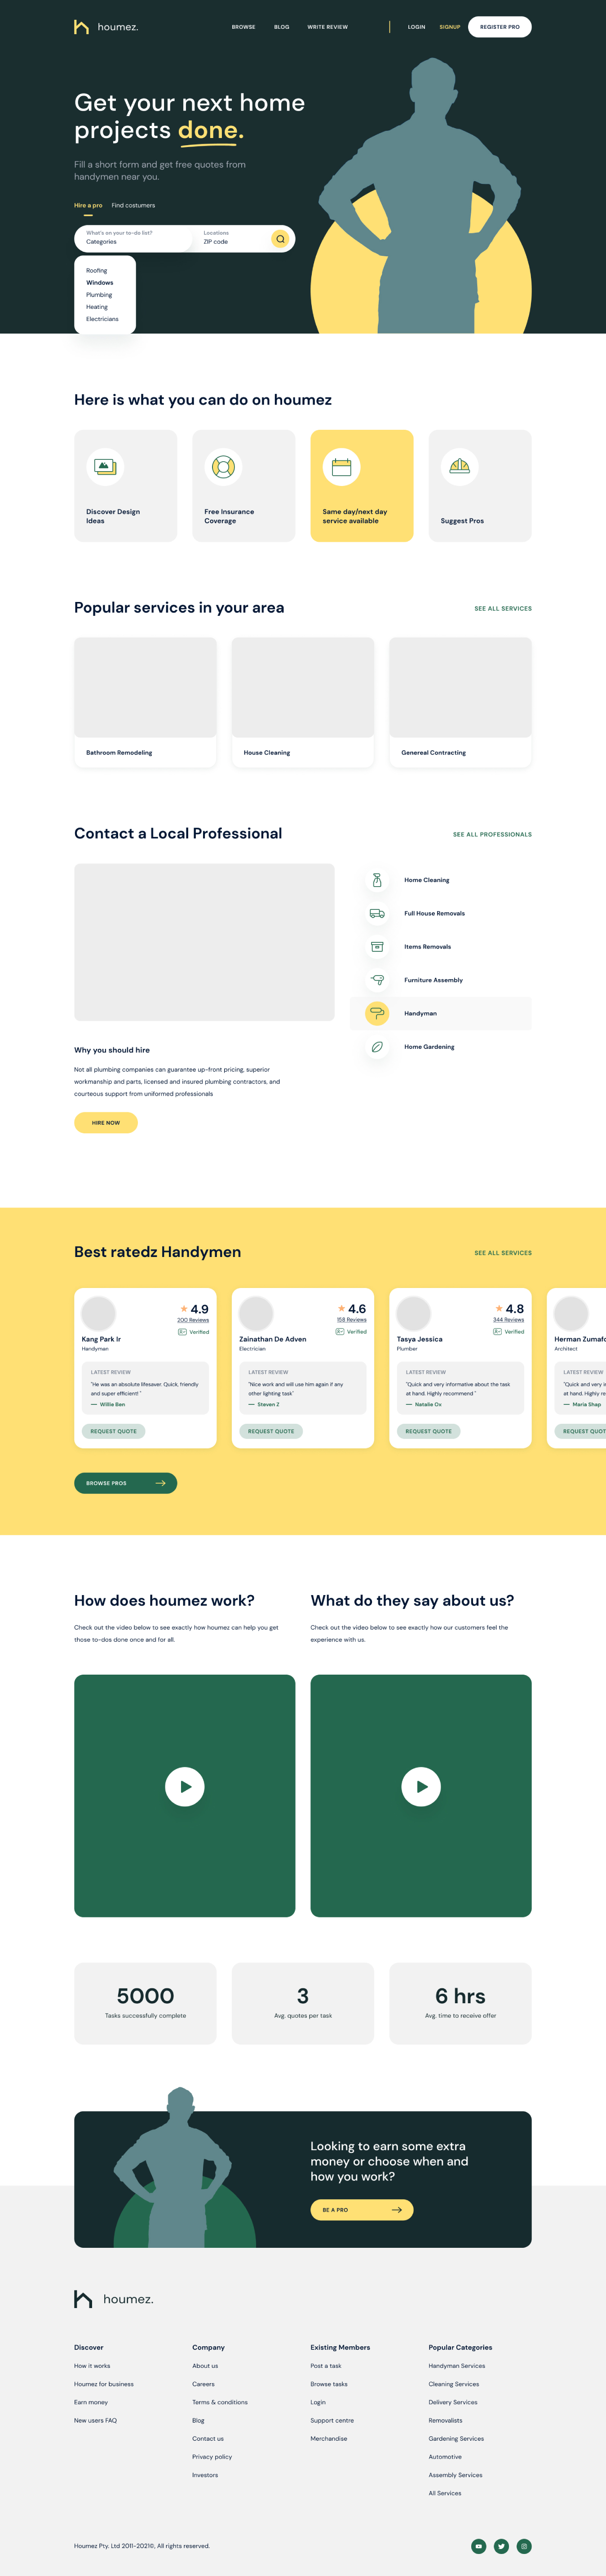 houmez.
BROWSE
BLOG
WRITE REVIEW
LOGIN
SIGNUP
REGISTER PRO
Get your next home
projects done.
Fill a short form and get free quotes from
handymen near you.
Hire a pro
Find costumers
What's on your to-do list?
Categories
Locations
ZIP code
Roofing
Windows
Plumbing
Heating
Electricians
Here is what you can do on houmez
Discover Design
Ideas
Free Insurance
Coverage
Same day/next day
service available
Suggest Pros
Popular services in your area
SEE ALL SERVICES
Bathroom Remodeling
House Cleaning
Genereal Contracting
Contact a Local Professional
SEE ALL PROFESSIONALS
Home Cleaning
Full House Removals
Items Removals
Furniture Assembly
Handyman
Home Gardening
Why you should hire
Not all plumbing companies can guarantee up-front pricing, superior
workmanship and parts, licensed and insured plumbing contractors, and
courteous support from uniformed professionals
HIRE NOW
Best ratedz Handymen
SEE ALL SERVICES
4.9
200 Reviews
Verified
Kang Park Ir
Handyman
LATEST REVIEW
"He was an absolute lifesaver. Quick, friendly
and super efficient! "
Willie Ben
REQUEST QUOTE
4.6
158 Reviews
Verified
Zainathan De Adven
Electrician
LATEST REVIEW
"Nice work and will use him again if any
other lighting task"
Steven Z
REQUEST QUOTE
4.8
344 Reviews
Verified
Tasya Jessica
Plumber
LATEST REVIEW
"Quick and very informative about the task
at hand. Highly recommend "
Natalie Ox
REQUEST QUOTE
Herman Zumafo
Architect
LATEST REVIEW
"Quick and very i
at hand. Highly re
Maria Shap
REQUEST QUOT
BROWSE PROS
How does houmez work?
Check out the video below to see exactly how houmez can help you get
those to-dos done once and for all.
What do they say about us?
Check out the video below to see exactly how our customers feel the
experience with us.
5000
Tasks successfully complete
3
Avg. quotes per task
6 hrs
Avg. time to receive offer
Looking to earn some extra
money or choose when and
how you work?
BE A PRO
houmez.
Discover
How it works
Houmez for business
Earn money
New users FAQ
Company
About us
Careers
Terms & conditions
Blog
Contact us
Privacy policy
Investors
Existing Members
Post a task
Browse tasks
Login
Support centre
Merchandise
Popular Categories
Handyman Services
Cleaning Services
Delivery Services
Removalists
Gardening Services
Automotive
Assembly Services
All Services
Houmez Pty. Ltd 2011-2021©, All rights reserved.